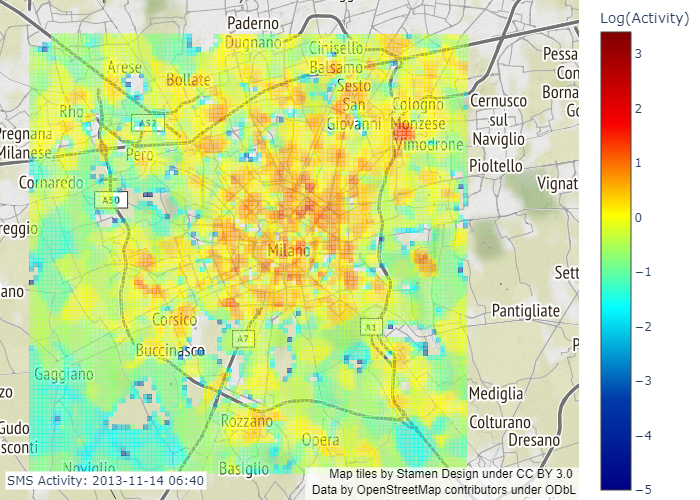 Log(Activity)
Paderno
Dugnano
Cinisello
Balsamo
Arese
Bollate
Sesto
San
Giovanni
Cologno
Monzese
Vimodrone
Cernusco
sul
Naviglio
Pioltello
Pessa
Con
Borna
Go
Rho
A52
Pregnana
Milanese
Pero
Cornaredo
A50
Vignat
reggio
Milano
Sett
ano
Pantigliate
Corsico
A7
A1
Buccinasco
P
Gaggiano
zo
Mediglia
Rozzano
Colturano
Gudo
Opera
Dresano
sconti
Noviglio
Basiglio
SMS Activity: 2013-11-14 06:40
Map tiles by Stamen Design under CC BY 3.0
Data by OpenStreetMap contributors under ODbL
3
2
1
0
−1
−2
−3
−4
−5